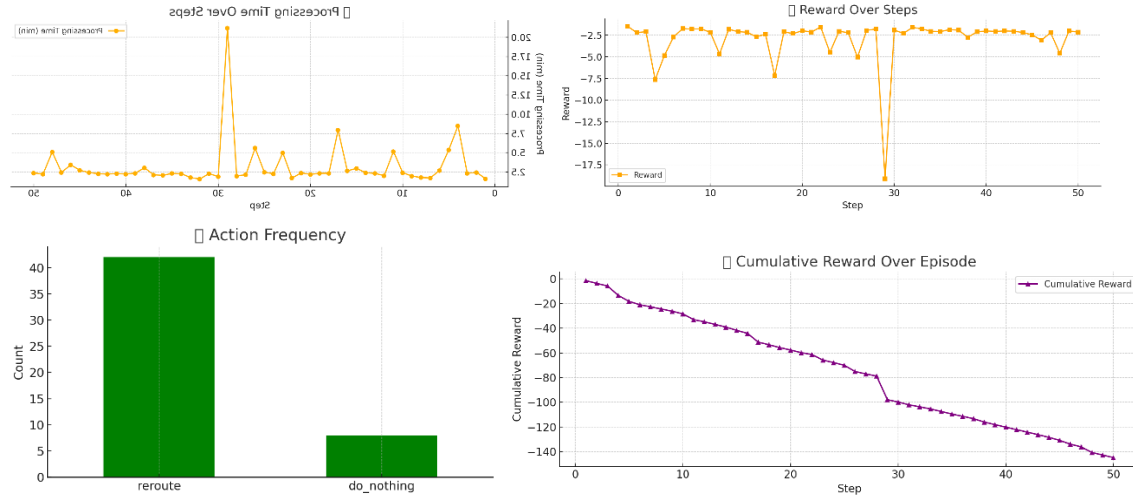 Processing Time Over Steps
Processing Time (min)
20.0
17.5
15.0
12.5
10.0
7.5
5.0
2.5
Processing Time (min)
50 40 30 20 10 0
Step
Reward Over Steps
−2.5
−5.0
−7.5
−10.0
−12.5
−15.0
−17.5
Reward
Reward
0 10 20 30 40 50
Step
Action Frequency
40
35
30
25
20
15
10
5
0
Count
reroute do_nothing
Cumulative Reward Over Episode
Cumulative Reward
0
−20
−40
−60
−80
−100
−120
−140
Cumulative Reward
0 10 20 30 40 50
Step